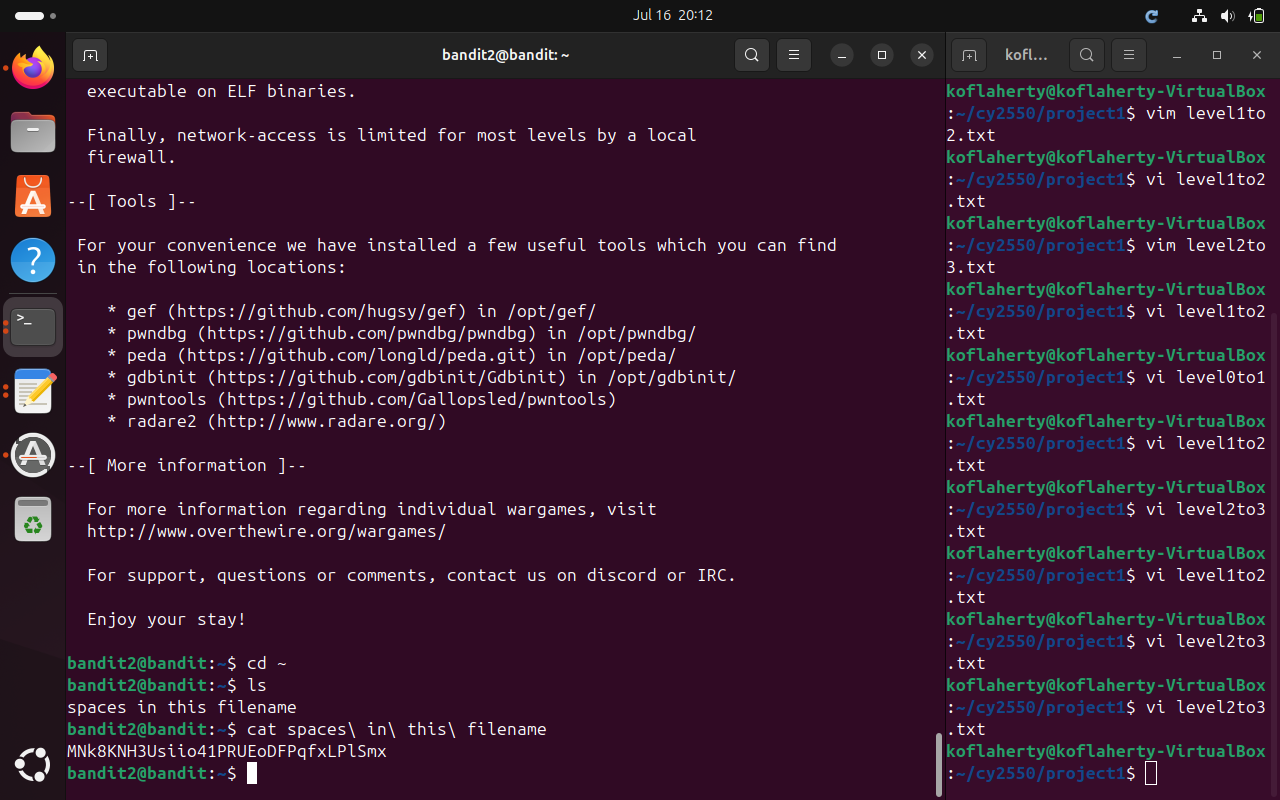 Jul 16 20:12
bandit2@bandit: ~
executable on ELF binaries.
Finally, network-access is limited for most levels by a local
firewall.
--[ Tools ]--
For your convenience we have installed a few useful tools which you can find
in the following locations:
* gef (https://github.com/hugsy/gef) in /opt/gef/
* pwndbg (https://github.com/pwndbg/pwndbg) in /opt/pwndbg/
* peda (https://github.com/longld/peda.git) in /opt/peda/
* gdbinit (https://github.com/gdbinit/Gdbinit) in /opt/gdbinit/
* pwntools (https://github.com/Gallopsled/pwntools)
* radare2 (http://www.radare.org/)
--[ More information ]--
For more information regarding individual wargames, visit
http://www.overthewire.org/wargames/
For support, questions or comments, contact us on discord or IRC.
Enjoy your stay!
bandit2@bandit:~$ cd ~
bandit2@bandit:~$ ls
spaces in this filename
bandit2@bandit:~$ cat spaces\ in\ this\ filename
MNk8KNH3Usiio41PRUEoDFPqfxLPlSmx
bandit2@bandit:~$
kofl...
koflaherty@koflaherty-VirtualBox
:~/cy2550/project1$ vim level1to
2.txt
koflaherty@koflaherty-VirtualBox
:~/cy2550/project1$ vi level1to2
.txt
koflaherty@koflaherty-VirtualBox
:~/cy2550/project1$ vim level2to
3.txt
koflaherty@koflaherty-VirtualBox
:~/cy2550/project1$ vi level1to2
.txt
koflaherty@koflaherty-VirtualBox
:~/cy2550/project1$ vi level0to1
.txt
koflaherty@koflaherty-VirtualBox
:~/cy2550/project1$ vi level1to2
.txt
koflaherty@koflaherty-VirtualBox
:~/cy2550/project1$ vi level2to3
.txt
koflaherty@koflaherty-VirtualBox
:~/cy2550/project1$ vi level1to2
.txt
koflaherty@koflaherty-VirtualBox
:~/cy2550/project1$ vi level2to3
.txt
koflaherty@koflaherty-VirtualBox
:~/cy2550/project1$ vi level2to3
.txt
koflaherty@koflaherty-VirtualBox
:~/cy2550/project1$